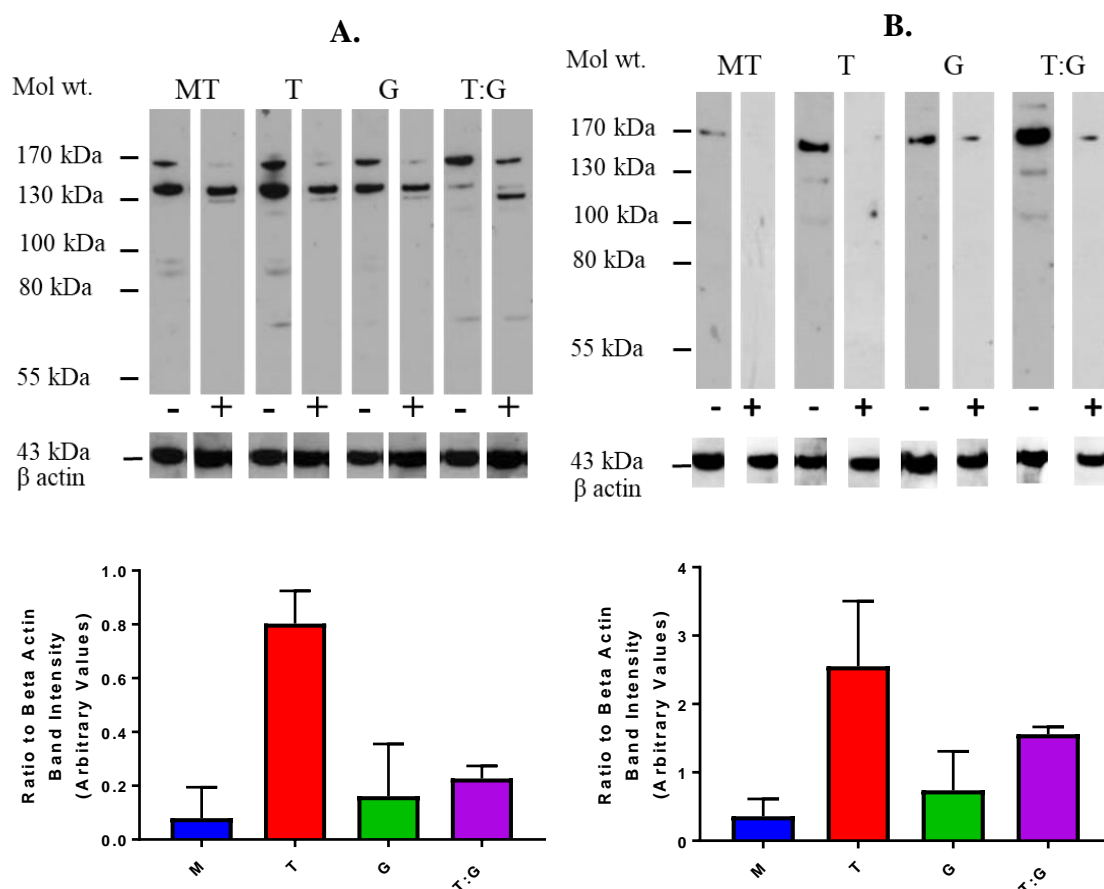 A.
Mol wt. MT T G T:G
170 kDa
130 kDa
100 kDa
80 kDa
55 kDa
- + - + - + - +
43 kDa
β actin
B.
Mol wt. MT T G T:G
170 kDa
130 kDa
100 kDa
80 kDa
55 kDa
- + - + - + - +
43 kDa
β actin
Ratio to Beta Actin
Band Intensity
(Arbitrary Values)
1.0
0.8
0.6
0.4
0.2
0.0
M T G T:G
Ratio to Beta Actin
Band Intensity
(Arbitrary Values)
4
3
2
1
0
M T G T:G